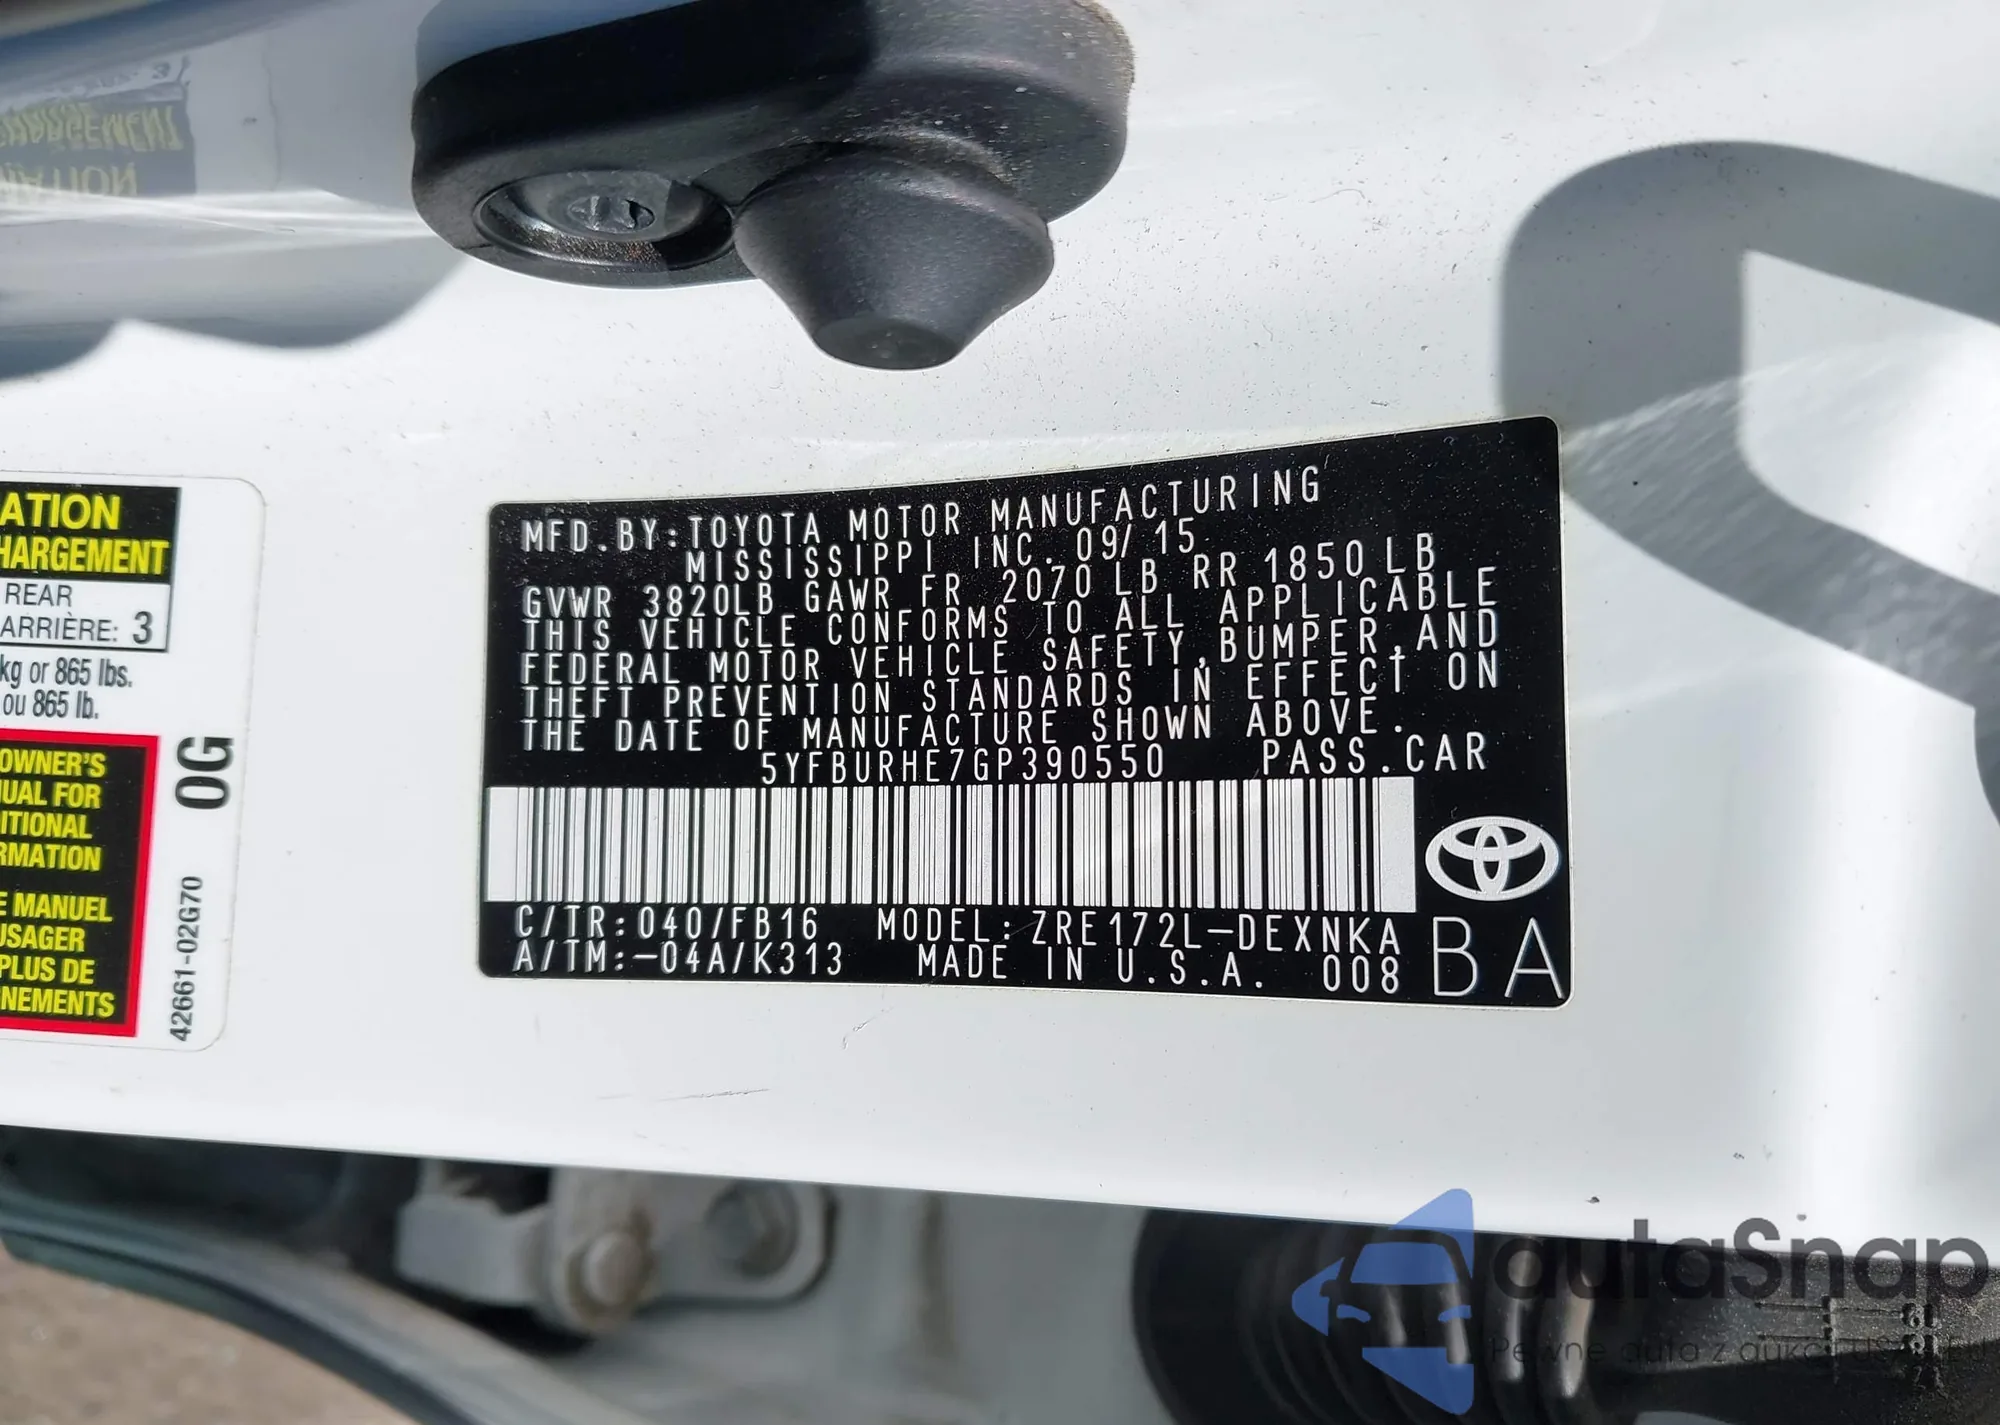 ATION
HARGEMENT
REAR
ARRIÈRE: 3
kg or 865 lbs.
ou 865 lb.
OWNER'S
UAL FOR
ITIONAL
RMATION
E MANUEL
USAGER
PLUS DE
NEMENTS
0G
42661-02G70
MFD.BY:TOYOTA MOTOR MANUFACTURING
MISSISSIPPI INC. 09/15
GVWR 3820LB GAWR FR 2070 LB RR 1850 LB
THIS VEHICLE CONFORMS TO ALL APPLICABLE
FEDERAL MOTOR VEHICLE SAFETY,BUMPER,AND
THEFT PREVENTION STANDARDS IN EFFECT ON
THE DATE OF MANUFACTURE SHOWN ABOVE.
5YFBURHE7GP390550 PASS.CAR
C/TR:040/FB16 MODEL:ZRE172L-DEXNKA
A/TM:-04A/K313 MADE IN U.S.A. 008
BA
autaSnap
Pewne auta z aukcji